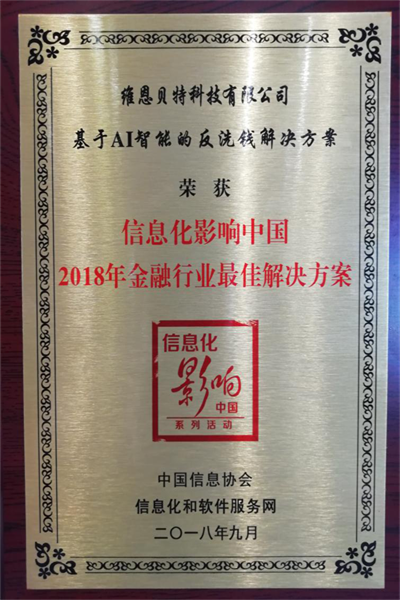 维恩贝特科技有限公司
基于AI智能的反洗钱解决方案
荣 获
信息化影响中国
2018年金融行业最佳解决方案
信息化
影响
中国
系列活动
中国信息协会
信息化和软件服务网
二〇一八年九月